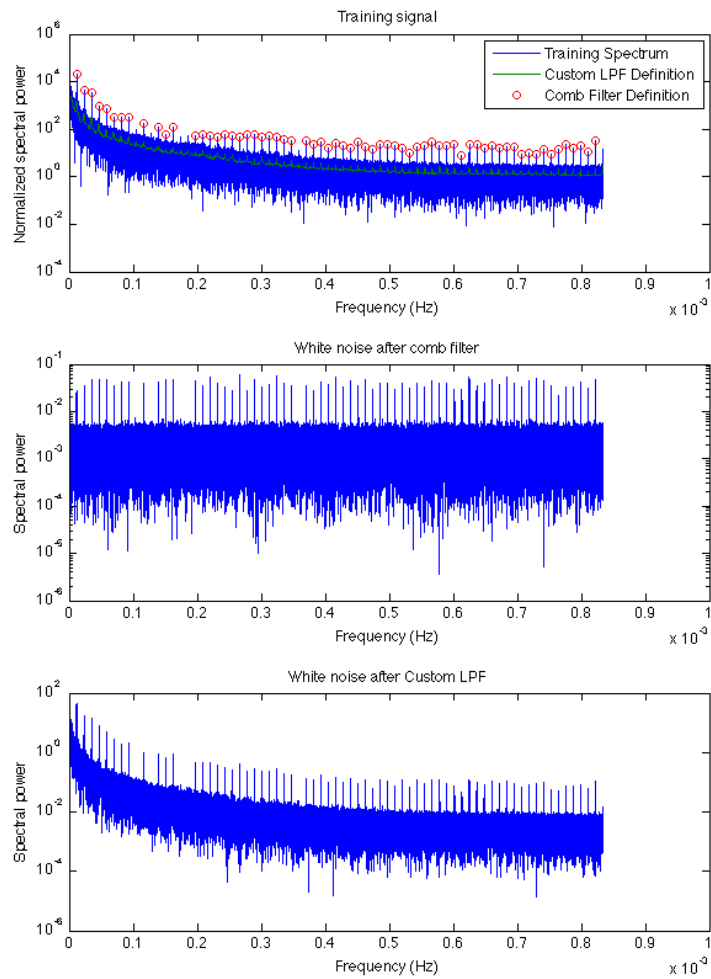 Training signal
Normalized spectral power
10^6
10^4
10^2
10^0
10^-2
10^-4
Training Spectrum
Custom LPF Definition
Comb Filter Definition
0 0.1 0.2 0.3 0.4 0.5 0.6 0.7 0.8 0.9 1
Frequency (Hz)
x 10^-3
White noise after comb filter
Spectral power
10^-1
10^-2
10^-3
10^-4
10^-5
10^-6
0 0.1 0.2 0.3 0.4 0.5 0.6 0.7 0.8 0.9 1
Frequency (Hz)
x 10^-3
White noise after Custom LPF
Spectral power
10^2
10^0
10^-2
10^-4
10^-6
0 0.1 0.2 0.3 0.4 0.5 0.6 0.7 0.8 0.9 1
Frequency (Hz)
x 10^-3